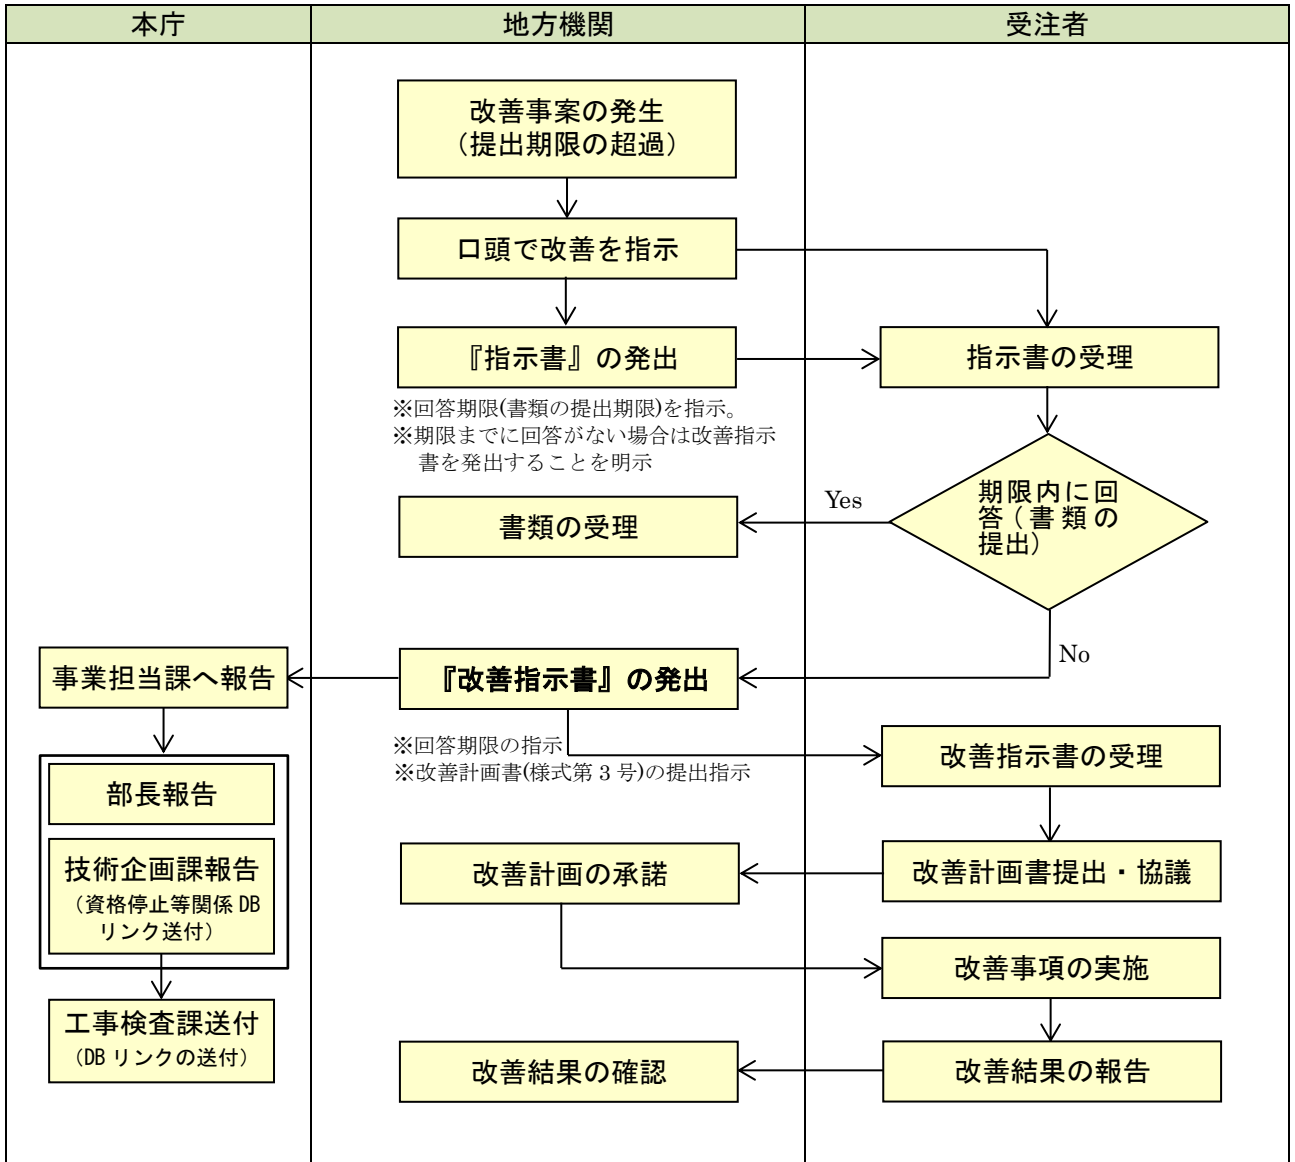 本庁
地方機関
受注者
改善事案の発生
（提出期限の超過）
口頭で改善を指示
『指示書』の発出
指示書の受理
※回答期限(書類の提出期限)を指示。
※期限までに回答がない場合は改善指示
書を発出することを明示
期限内に回
答（書類の
提出）
Yes
書類の受理
No
事業担当課へ報告
『改善指示書』の発出
※回答期限の指示
※改善計画書(様式第 3 号)の提出指示
改善指示書の受理
部長報告
技術企画課報告
（資格停止等関係 DB
リンク送付）
改善計画の承諾
改善計画書提出・協議
改善事項の実施
工事検査課送付
（DB リンクの送付）
改善結果の確認
改善結果の報告